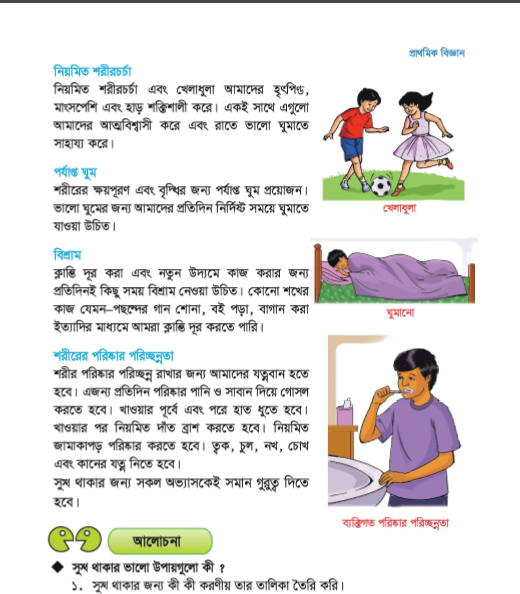 প্রাথমিক বিজ্ঞান
নিয়মিত শরীরচর্চা
নিয়মিত শরীরচর্চা এবং খেলাধুলা আমাদের হৃৎপিণ্ড,
মাংসপেশি এবং হাড় শক্তিশালী করে। একই সাথে এগুলো
আমাদের আত্মবিশ্বাসী করে এবং রাতে ভালো ঘুমাতে
সাহায্য করে।
খেলাধুলা
পর্যাপ্ত ঘুম
শরীরের ক্ষয়পূরণ এবং বৃদ্ধির জন্য পর্যাপ্ত ঘুম প্রয়োজন।
ভালো ঘুমের জন্য আমাদের প্রতিদিন নির্দিষ্ট সময়ে ঘুমাতে
যাওয়া উচিত।
বিশ্রাম
ক্লান্তি দূর করা এবং নতুন উদ্যমে কাজ করার জন্য
প্রতিদিনই কিছু সময় বিশ্রাম নেওয়া উচিত। কোনো শখের
কাজ যেমন–পছন্দের গান শোনা, বই পড়া, বাগান করা
ইত্যাদির মাধ্যমে আমরা ক্লান্তি দূর করতে পারি।
ঘুমানো
শরীরের পরিষ্কার পরিচ্ছন্নতা
শরীর পরিষ্কার পরিচ্ছন্ন রাখার জন্য আমাদের যত্নবান হতে
হবে। এজন্য প্রতিদিন পরিষ্কার পানি ও সাবান দিয়ে গোসল
করতে হবে। খাওয়ার পূর্বে এবং পরে হাত ধুতে হবে।
খাওয়ার পর নিয়মিত দাঁত ব্রাশ করতে হবে। নিয়মিত
জামাকাপড় পরিষ্কার করতে হবে। ত্বক, চুল, নখ, চোখ
এবং কানের যত্ন নিতে হবে।
সুস্থ থাকার জন্য সকল অভ্যাসকেই সমান গুরুত্ব দিতে
হবে।
ব্যক্তিগত পরিষ্কার পরিচ্ছন্নতা
আলোচনা
◆ সুস্থ থাকার ভালো উপায়গুলো কী ?
১. সুস্থ থাকার জন্য কী কী করণীয় তার তালিকা তৈরি করি।